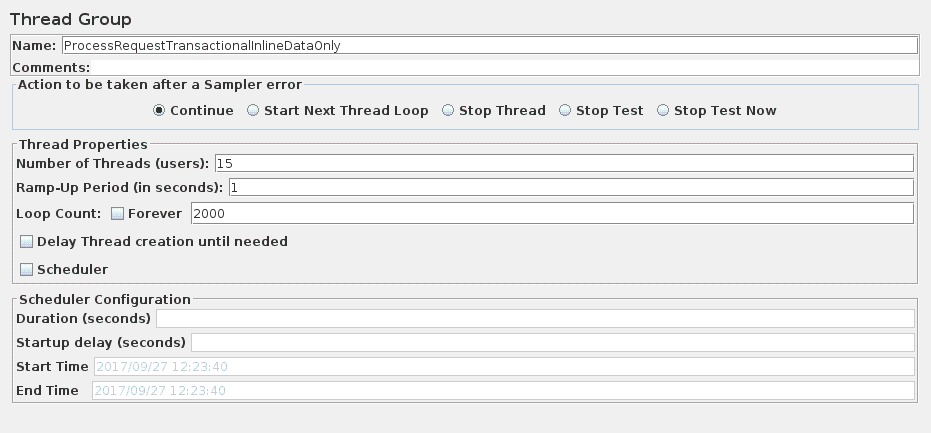 Thread Group
Name: ProcessRequestTransactionalInlineDataOnly
Comments:
Action to be taken after a Sampler error
Continue Start Next Thread Loop Stop Thread Stop Test Stop Test Now
Thread Properties
Number of Threads (users): 15
Ramp-Up Period (in seconds): 1
Loop Count: Forever 2000
Delay Thread creation until needed
Scheduler
Scheduler Configuration
Duration (seconds)
Startup delay (seconds)
Start Time 2017/09/27 12:23:40
End Time 2017/09/27 12:23:40